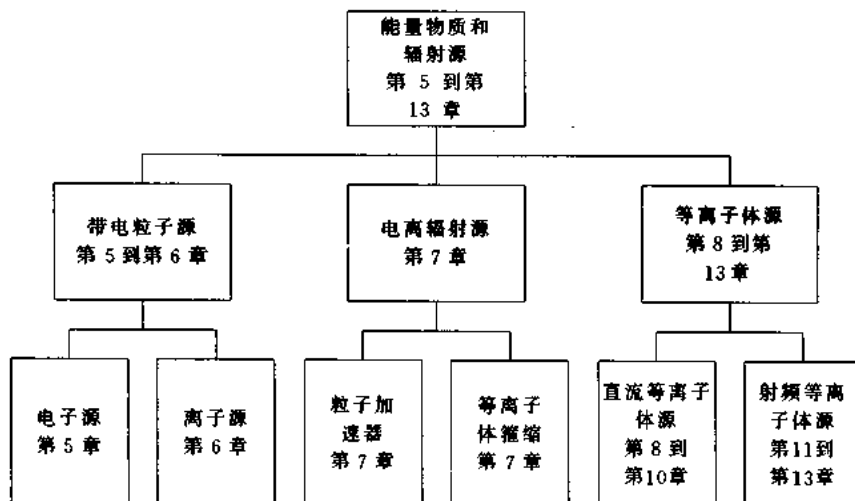 能量物质和
辐射源
第 5 到第
13 章
带电粒子源
第 5 到第 6 章
电离辐射源
第 7 章
等离子体源
第 8 到第
13章
电子源
第 5 章
离子源
第 6 章
粒子加
速器
第 7 章
等离子
体箍缩
第 7 章
直流等离子
体源
第 8 到
第10章
射频等离
子体源
第11到
第13章